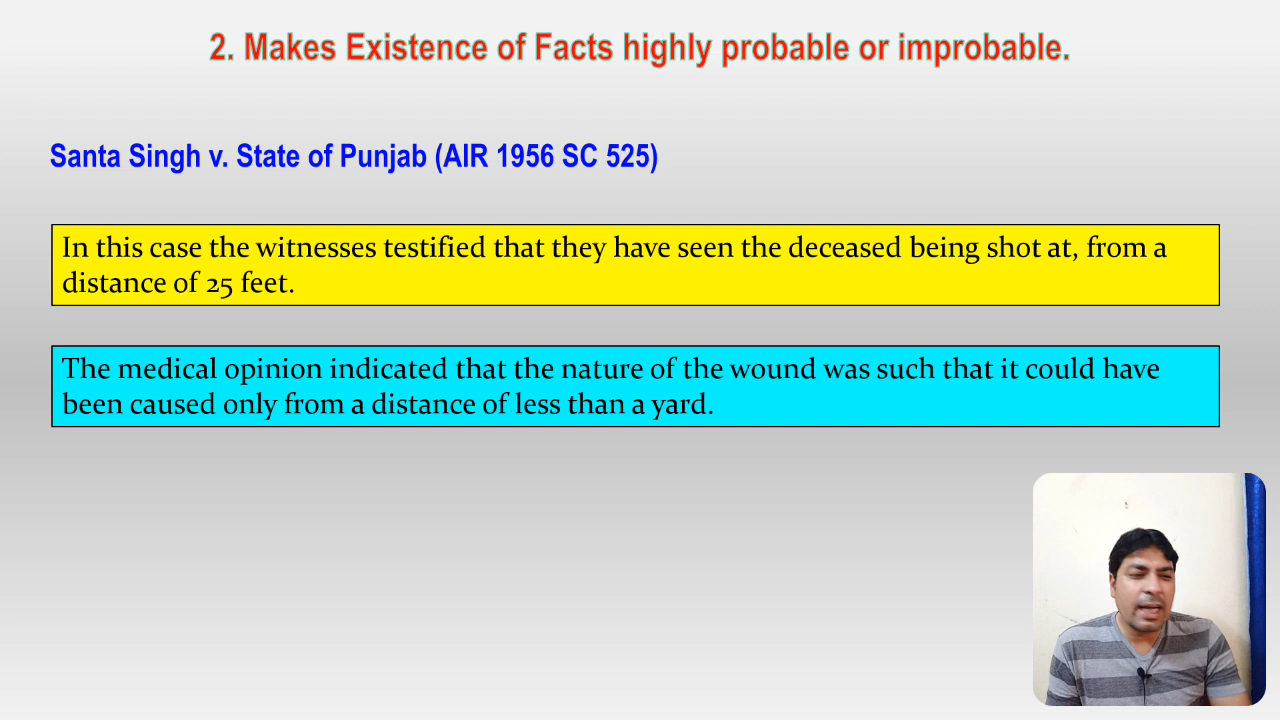 2. Makes Existence of Facts highly probable or improbable.
Santa Singh v. State of Punjab (AIR 1956 SC 525)
In this case the witnesses testified that they have seen the deceased being shot at, from a
distance of 25 feet.
The medical opinion indicated that the nature of the wound was such that it could have
been caused only from a distance of less than a yard.